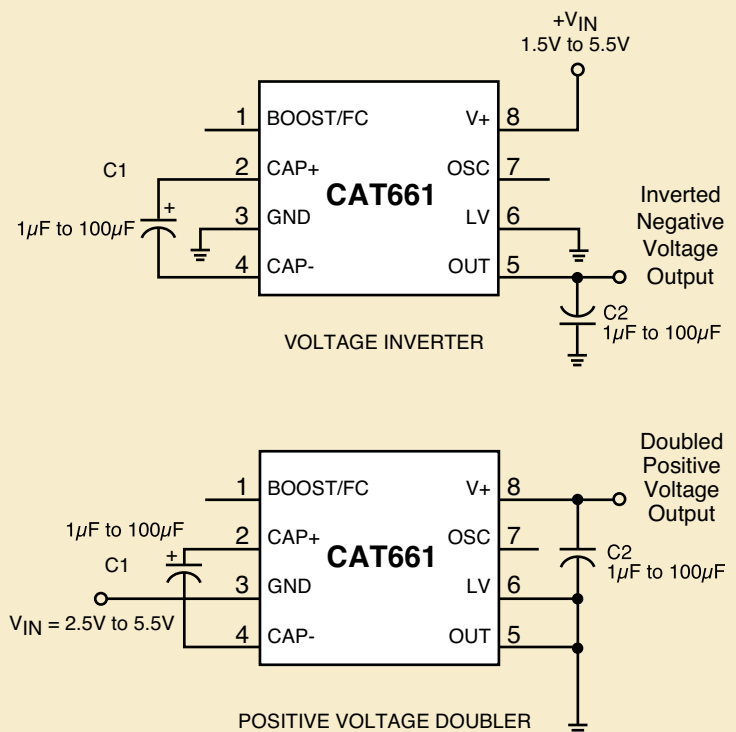 +VIN
1.5V to 5.5V
1 BOOST/FC V+ 8
C1
2 CAP+ OSC 7
CAT661
+
1µF to 100µF
3 GND LV 6
4 CAP- OUT 5
Inverted
Negative
Voltage
Output
C2
1µF to 100µF
VOLTAGE INVERTER
Doubled
Positive
Voltage
Output
1 BOOST/FC V+ 8
1µF to 100µF
2 CAP+ OSC 7
+
C1
CAT661
C2
1µF to 100µF
3 GND LV 6
VIN = 2.5V to 5.5V
4 CAP- OUT 5
POSITIVE VOLTAGE DOUBLER